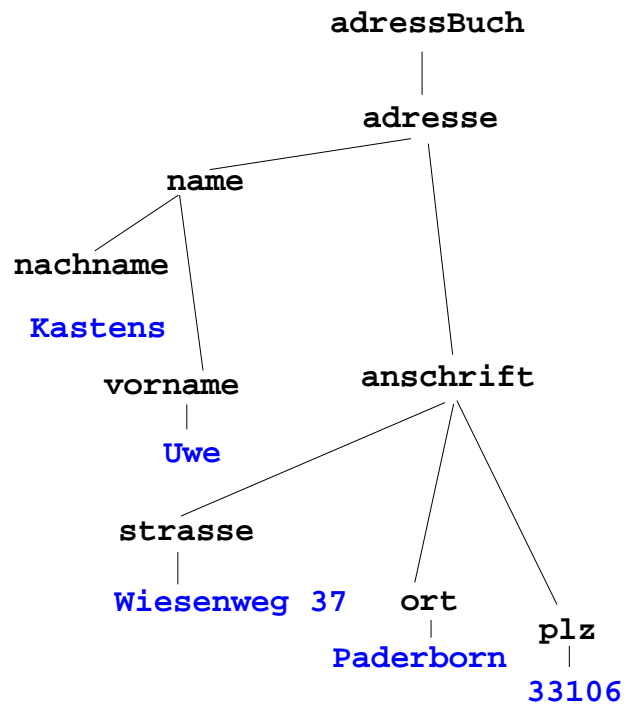 adressBuch
adresse
name
nachname
Kastens
vorname
anschrift
Uwe
strasse
Wiesenweg 37
ort
plz
Paderborn
33106